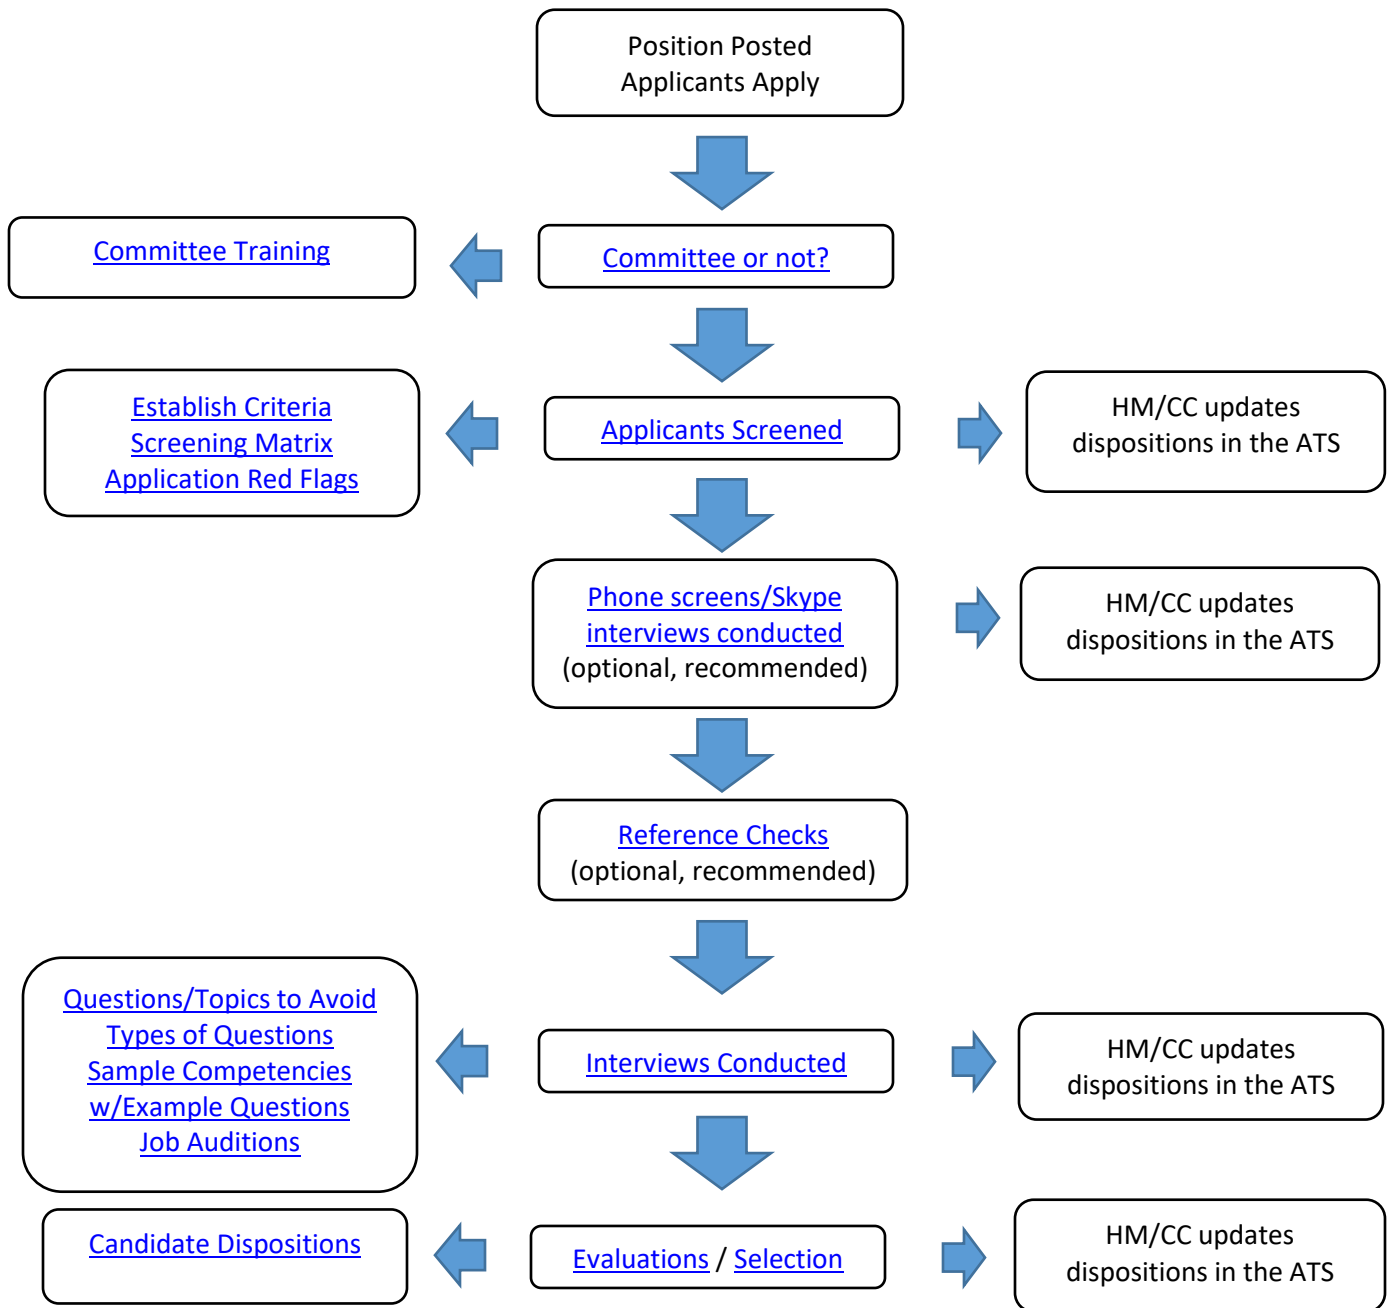 Position Posted
Applicants Apply
Committee Training
Committee or not?
Establish Criteria
Screening Matrix
Application Red Flags
Applicants Screened
HM/CC updates
dispositions in the ATS
Phone screens/Skype
interviews conducted
(optional, recommended)
HM/CC updates
dispositions in the ATS
Reference Checks
(optional, recommended)
Questions/Topics to Avoid
Types of Questions
Sample Competencies
w/Example Questions
Job Auditions
Interviews Conducted
HM/CC updates
dispositions in the ATS
Candidate Dispositions
Evaluations / Selection
HM/CC updates
dispositions in the ATS